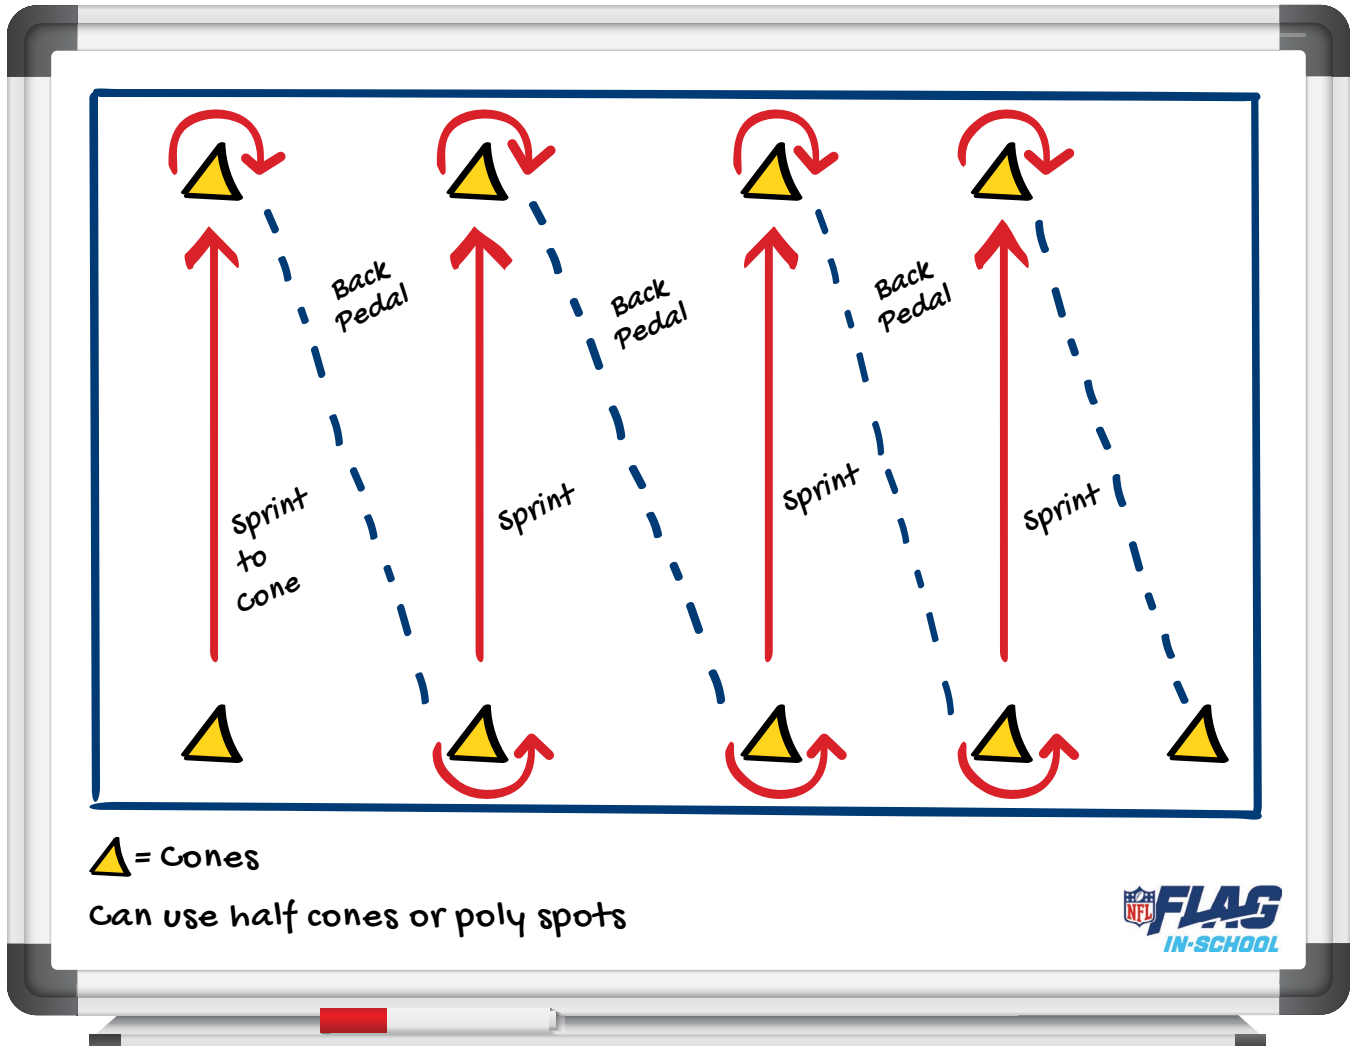 Back
Pedal
Back
Pedal
Back
Pedal
Sprint
to
Cone
Sprint
Sprint
Sprint
= Cones
Can use half cones or poly spots
NFL
FLAG
IN-SCHOOL